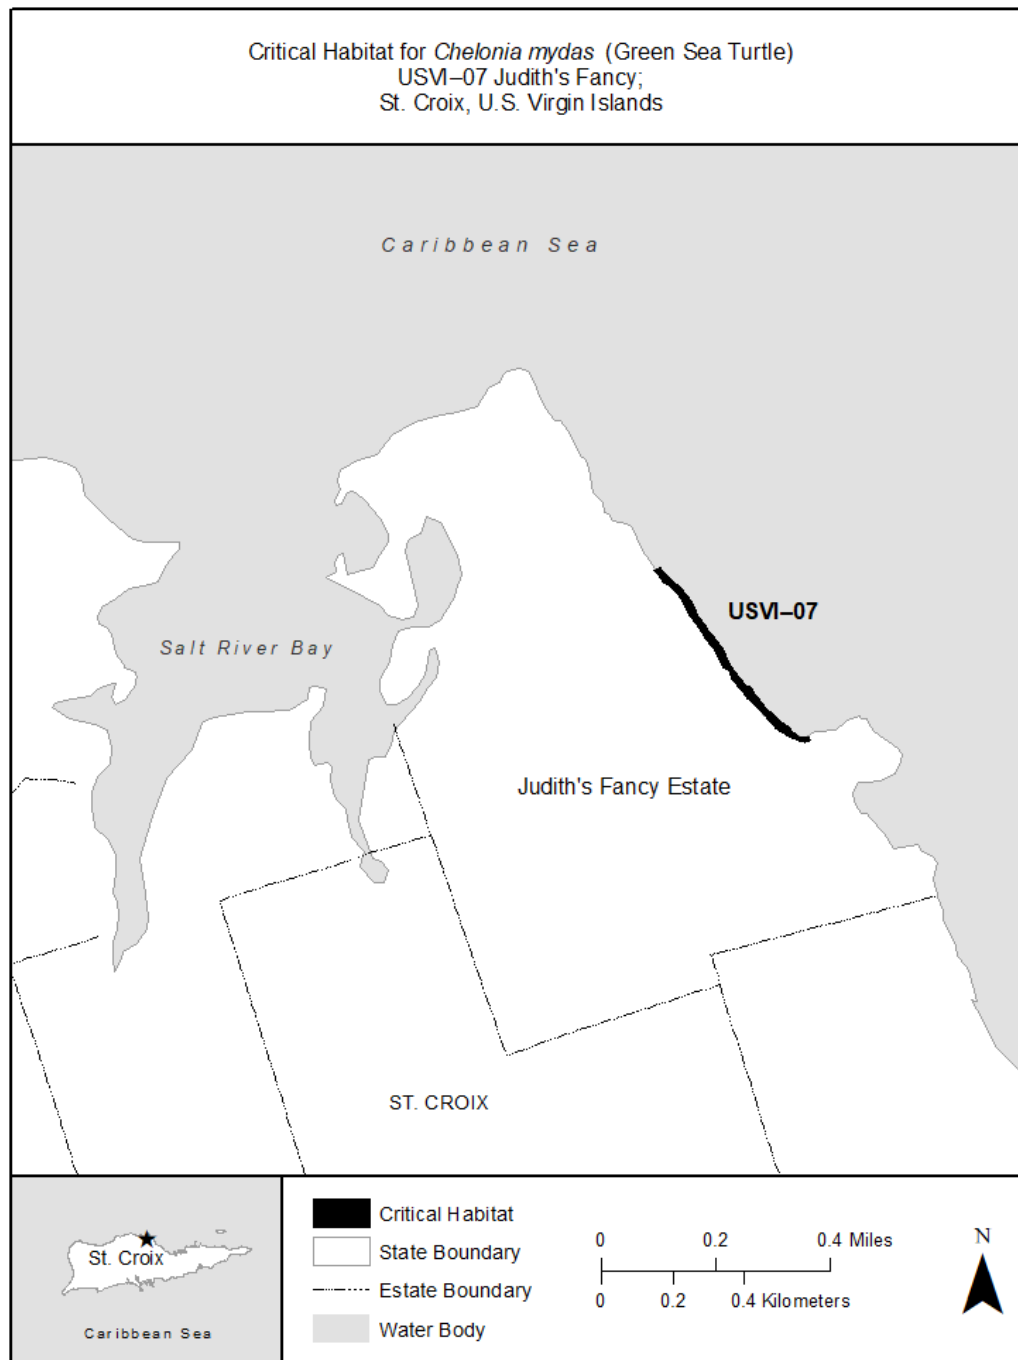 Critical Habitat for Chelonia mydas (Green Sea Turtle)
USVI–07 Judith's Fancy;
St. Croix, U.S. Virgin Islands
Caribbean Sea
USVI–07
Salt River Bay
Judith's Fancy Estate
ST. CROIX
St. Croix
Caribbean Sea
Critical Habitat
State Boundary
Estate Boundary
Water Body
0 0.2 0.4 Miles
0 0.2 0.4 Kilometers
N